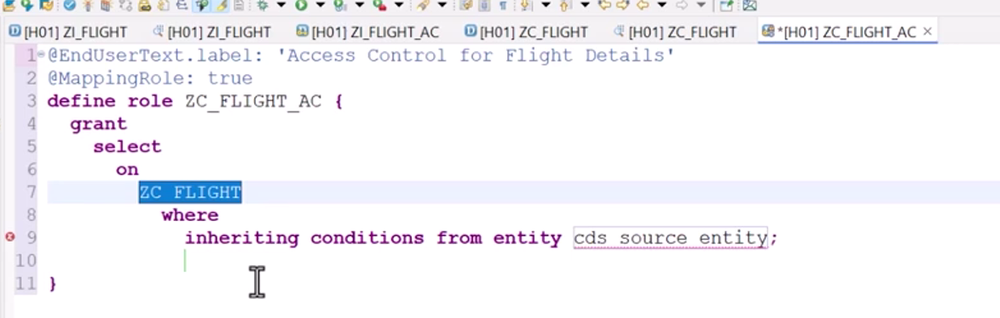 [H01] ZI_FLIGHT [H01] ZI_FLIGHT [H01] ZI_FLIGHT_AC [H01] ZC_FLIGHT [H01] ZC_FLIGHT *[H01] ZC_FLIGHT_AC
1 @EndUserText.label: 'Access Control for Flight Details'
2 @MappingRole: true
3 define role ZC_FLIGHT_AC {
4 grant
5 select
6 on
7 ZC_FLIGHT
8 where
9 inheriting conditions from entity cds_source_entity;
10
11 }